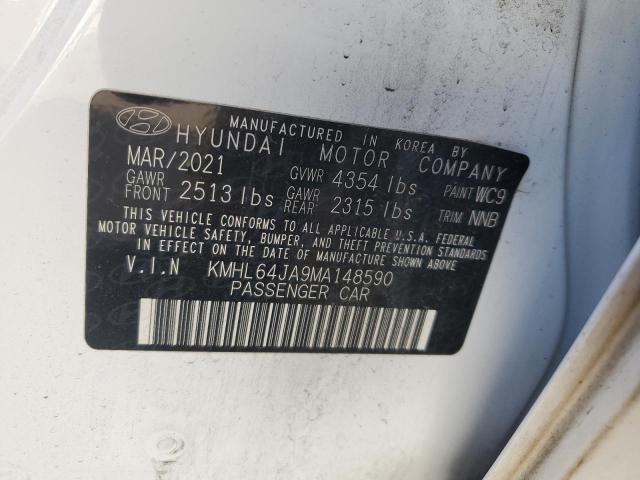 MANUFACTURED IN KOREA BY
HYUNDAI MOTOR COMPANY
MAR/2021 GVWR 4354 lbs PAINT WC9
GAWR FRONT 2513 lbs GAWR REAR 2315 lbs TRIM NNB
THIS VEHICLE CONFORMS TO ALL APPLICABLE U.S.A. FEDERAL
MOTOR VEHICLE SAFETY, BUMPER, AND THEFT PREVENTION STANDARDS
IN EFFECT ON THE DATE OF MANUFACTURE SHOWN ABOVE.
V.I.N KMHL64JA9MA148590
PASSENGER CAR